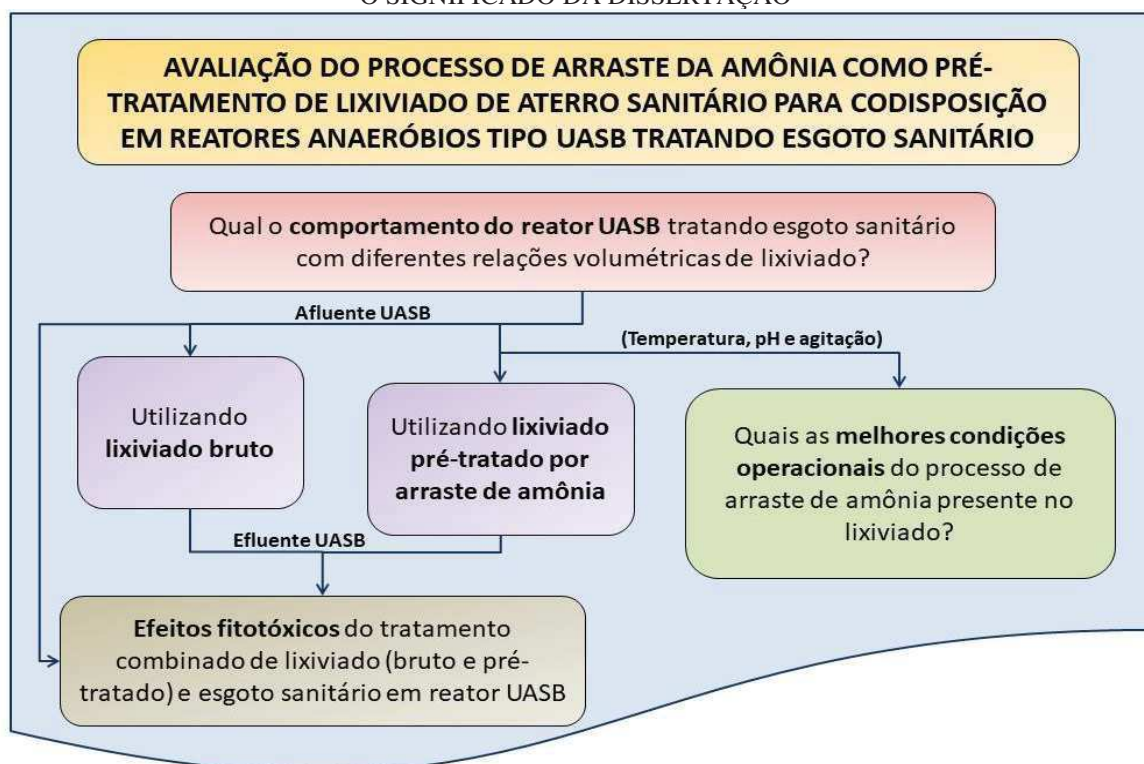 O SIGNIFICADO DA DISSERTAÇÃO
AVALIAÇÃO DO PROCESSO DE ARRASTE DA AMÔNIA COMO PRÉ-
TRATAMENTO DE LIXIVIADO DE ATERRO SANITÁRIO PARA CODISPOSIÇÃO
EM REATORES ANAERÓBIOS TIPO UASB TRATANDO ESGOTO SANITÁRIO
Qual o comportamento do reator UASB tratando esgoto sanitário
com diferentes relações volumétricas de lixiviado?
Afluente UASB
(Temperatura, pH e agitação)
Utilizando
lixiviado bruto
Utilizando lixiviado
pré-tratado por
arraste de amônia
Quais as melhores condições
operacionais do processo de
arraste de amônia presente no
lixiviado?
Efluente UASB
Efeitos fitotóxicos do tratamento
combinado de lixiviado (bruto e pré-
tratado) e esgoto sanitário em reator UASB